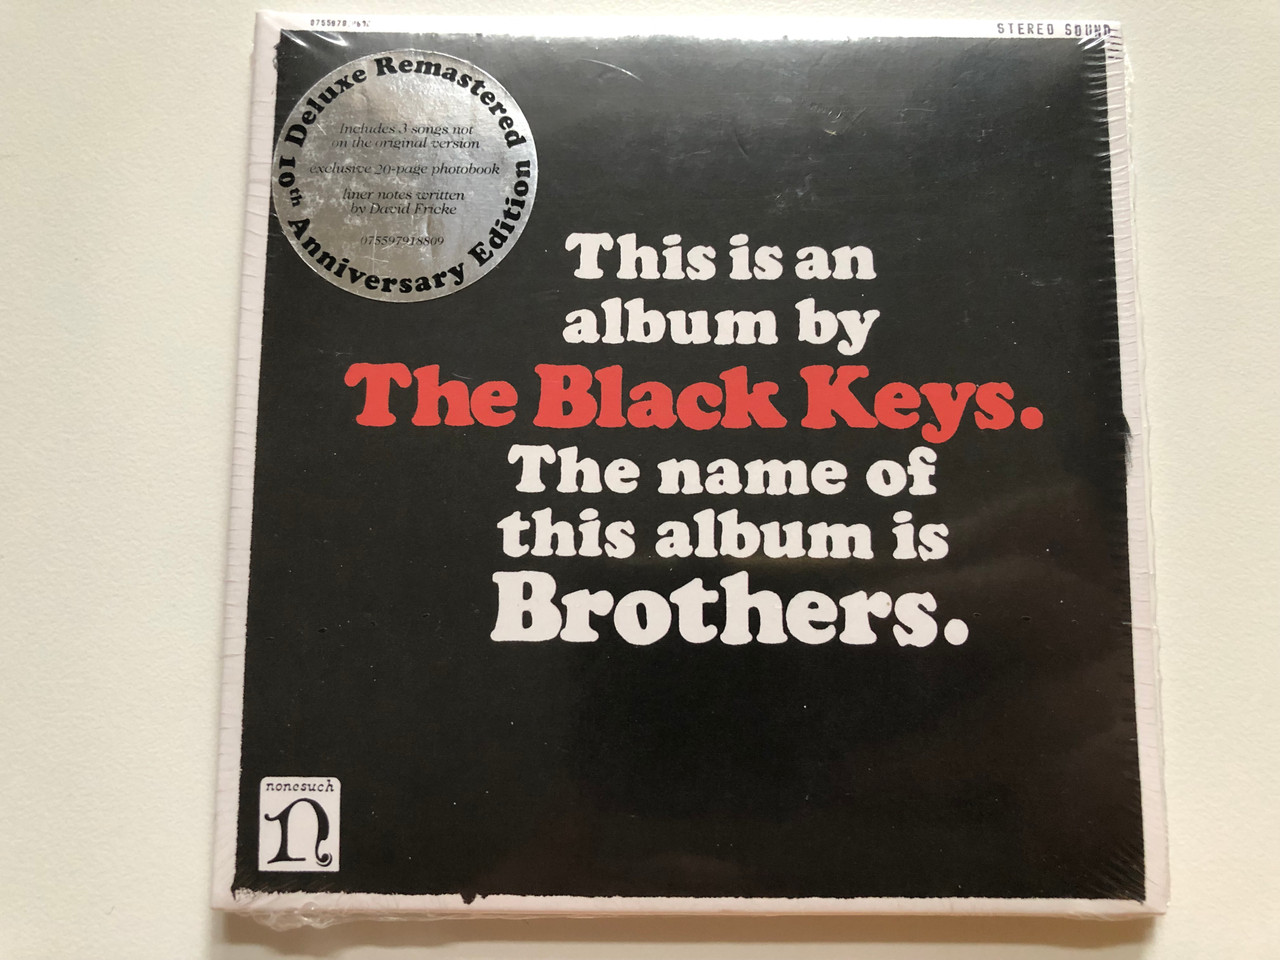 STEREO SOUND
10th Anniversary Edition
Deluxe Remastered
Includes 3 songs not
on the original version
exclusive 20-page photobook
liner notes written
by David Fricke
075597918809
This is an
album by
The Black Keys.
The name of
this album is
Brothers.
nonesuch
n